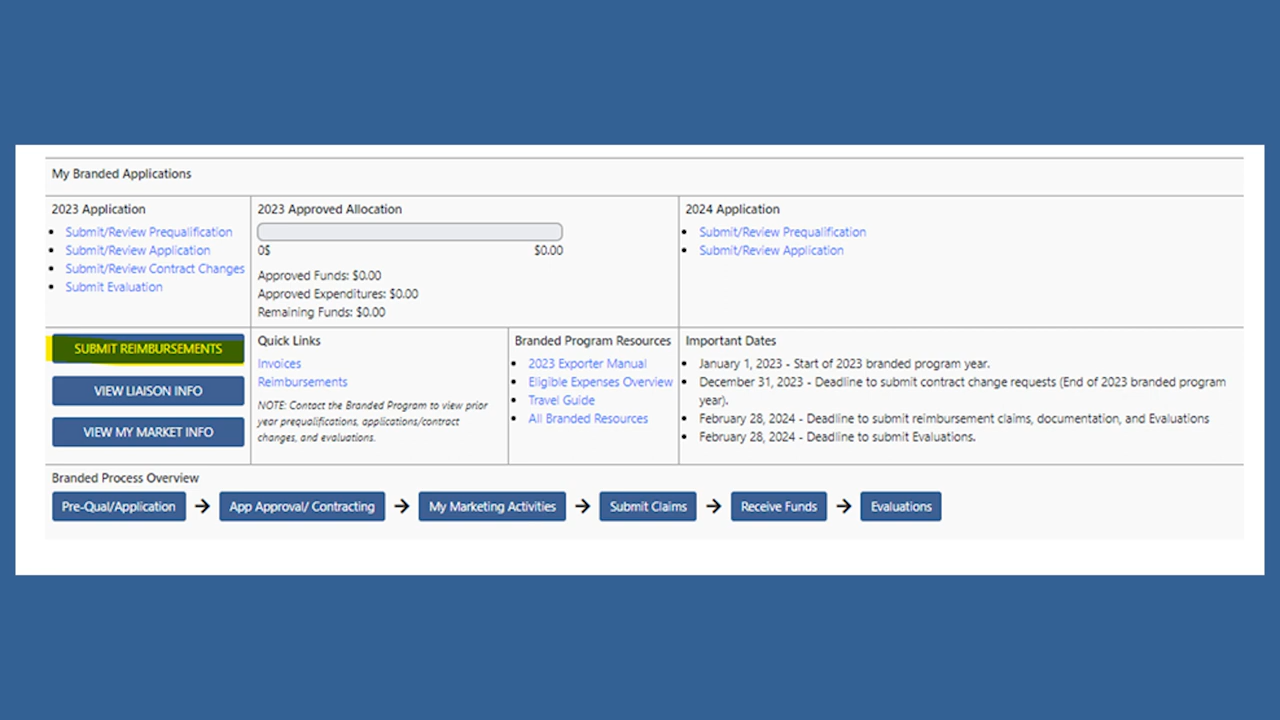 My Branded Applications
2023 Application
Submit/Review Prequalification
Submit/Review Application
Submit/Review Contract Changes
Submit Evaluation
2023 Approved Allocation
0$ $0.00
Approved Funds: $0.00
Approved Expenditures: $0.00
Remaining Funds: $0.00
2024 Application
Submit/Review Prequalification
Submit/Review Application
SUBMIT REIMBURSEMENTS
VIEW LIAISON INFO
VIEW MY MARKET INFO
Quick Links
Invoices
Reimbursements
NOTE: Contact the Branded Program to view prior
year prequalifications, applications/contract
changes, and evaluations.
Branded Program Resources
2023 Exporter Manual
Eligible Expenses Overview
Travel Guide
All Branded Resources
Important Dates
January 1, 2023 - Start of 2023 branded program year.
December 31, 2023 - Deadline to submit contract change requests (End of 2023 branded program
year).
February 28, 2024 - Deadline to submit reimbursement claims, documentation, and Evaluations
February 28, 2024 - Deadline to submit Evaluations.
Branded Process Overview
Pre-Qual/Application → App Approval/ Contracting → My Marketing Activities → Submit Claims → Receive Funds → Evaluations